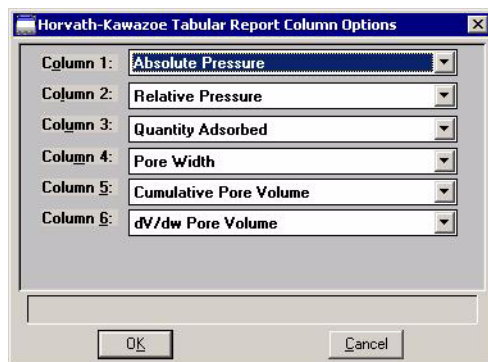 Horvath-Kawazoe Tabular Report Column Options
Column 1: Absolute Pressure
Column 2: Relative Pressure
Column 3: Quantity Adsorbed
Column 4: Pore Width
Column 5: Cumulative Pore Volume
Column 6: dV/dw Pore Volume
OK Cancel